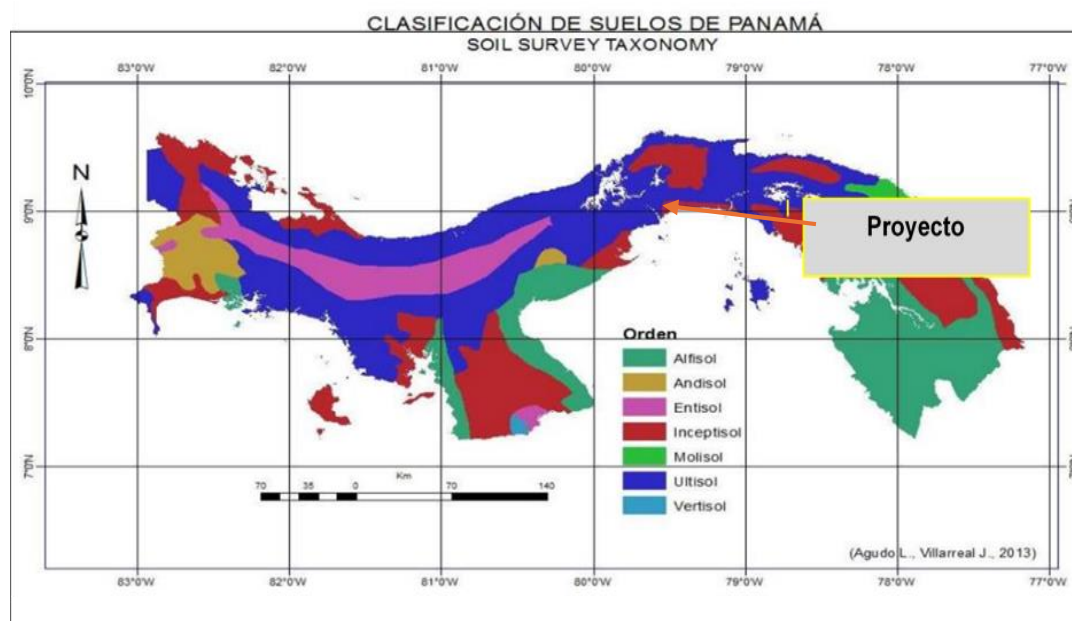 CLASIFICACIÓN DE SUELOS DE PANAMÁ
SOIL SURVEY TAXONOMY
83°0'W 82°0'W 81°0'W 80°0'W 79°0'W 78°0'W 77°0'W
10°0'N
N
9°0'N
Proyecto
8°0'N
Orden
Alfisol
Andisol
Entisol
Inceptisol
Molisol
Ultisol
Vertisol
7°0'N 7°0'N
Km
70 35 0 70 140
(Agudo L., Villarreal J., 2013)
83°0'W 82°0'W 81°0'W 80°0'W 79°0'W 78°0'W 77°0'W